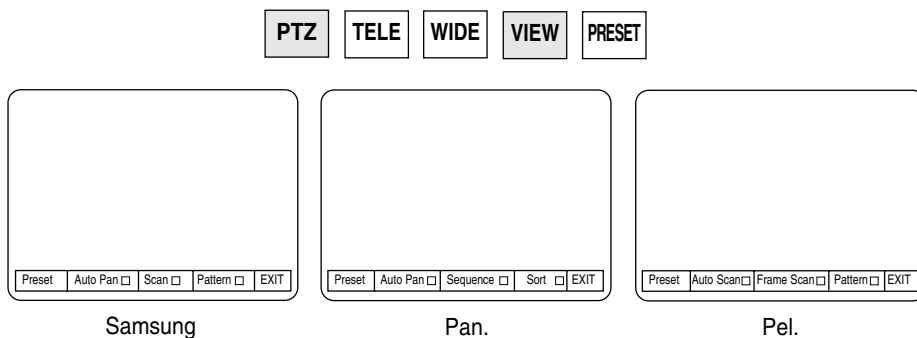 PTZ TELE WIDE VIEW PRESET
Preset Auto Pan Scan Pattern EXIT
Preset Auto Pan Sequence Sort EXIT
Preset Auto Scan Frame Scan Pattern EXIT
Samsung Pan. Pel.